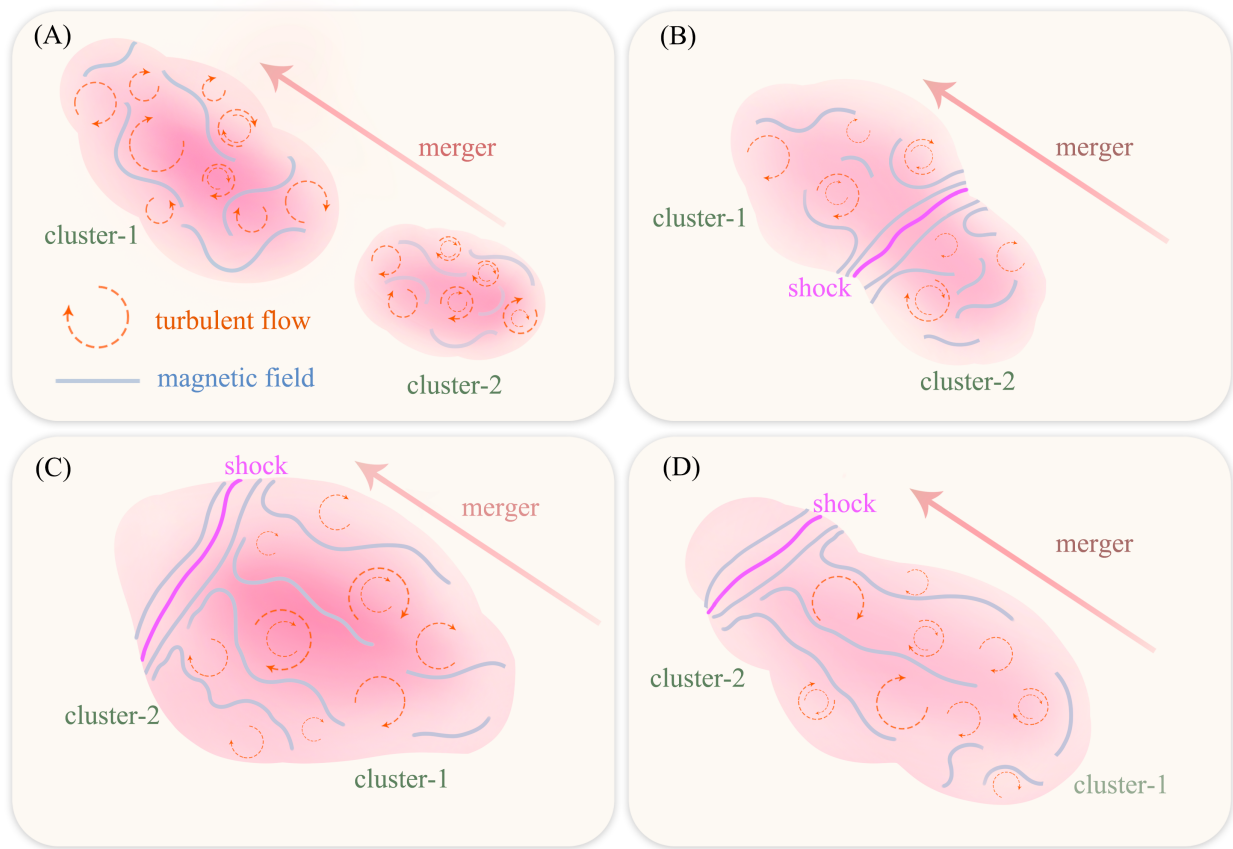 (A)
merger
cluster-1
turbulent flow
magnetic field
cluster-2
(B)
merger
cluster-1
shock
cluster-2
(C)
shock
merger
cluster-2
cluster-1
(D)
shock
merger
cluster-2
cluster-1